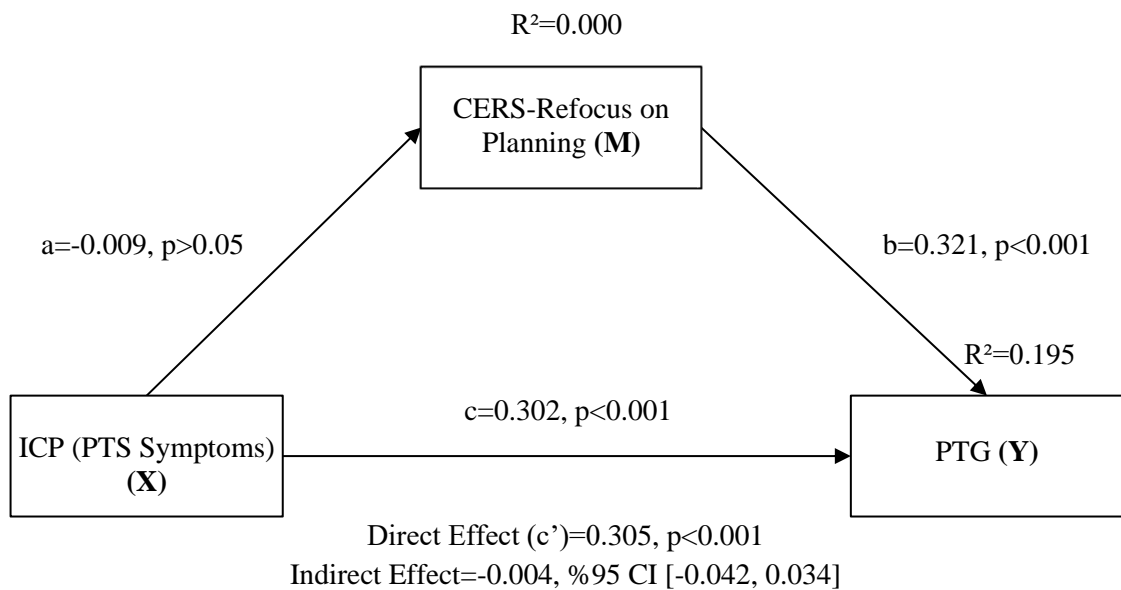 R²=0.000
CERS-Refocus on
Planning (M)
a=-0.009, p>0.05
b=0.321, p<0.001
R²=0.195
c=0.302, p<0.001
ICP (PTS Symptoms)
(X)
PTG (Y)
Direct Effect (c’)=0.305, p<0.001
Indirect Effect=-0.004, %95 CI [-0.042, 0.034]